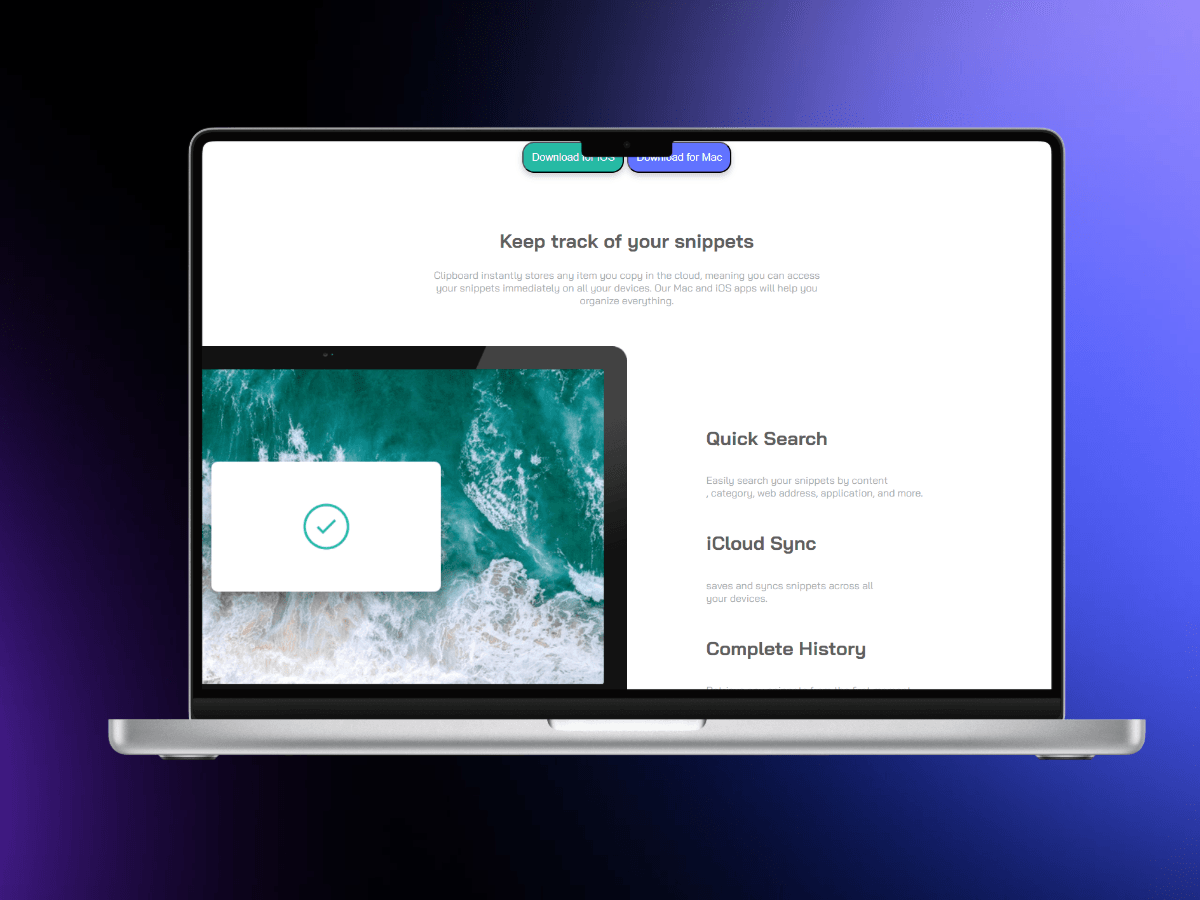 Download for IOS Download for Mac
Keep track of your snippets
Clipboard instantly stores any item you copy in the cloud, meaning you can access
your snippets immediately on all your devices. Our Mac and IOS apps will help you
organize everything.
Quick Search
Easily search your snippets by content
, category, web address, application, and more.
iCloud Sync
saves and syncs snippets across all
your devices.
Complete History